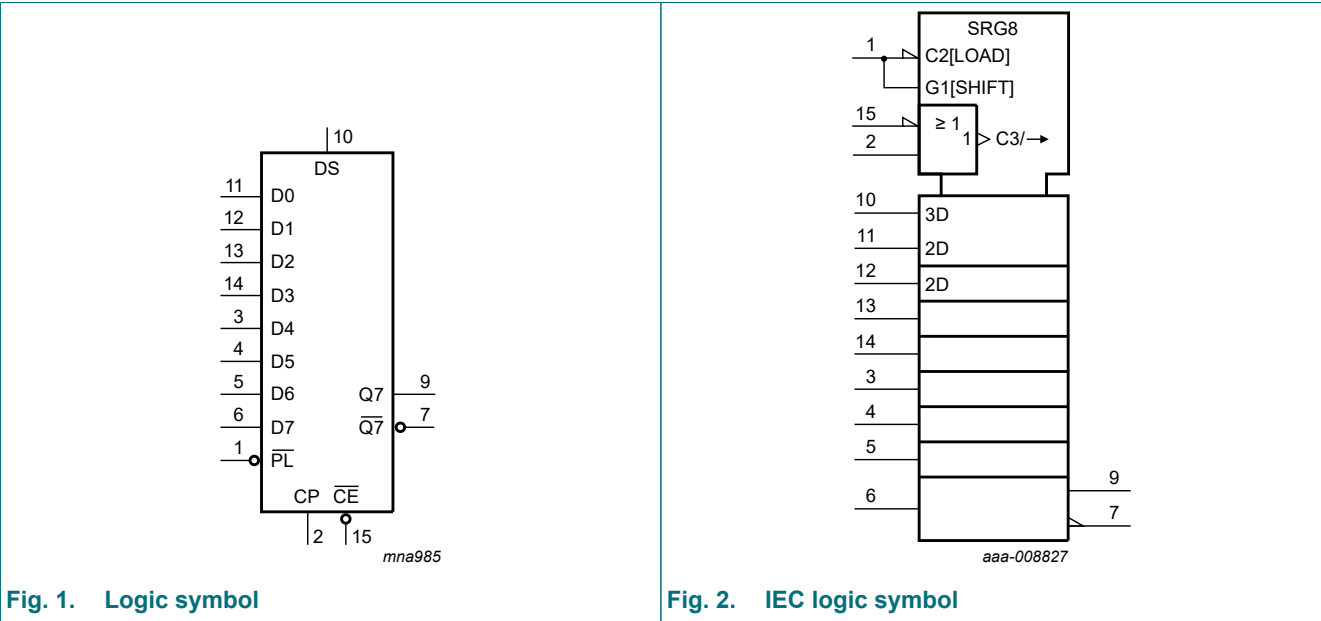 10
DS
11 D0
12 D1
13 D2
14 D3
3 D4
4 D5
5 D6 Q7 9
6 D7 Q̅7̅ 7
1 P̅L̅
CP C̅E̅
2 15
mna985
Fig. 1. Logic symbol
SRG8
1 C2[LOAD]
G1[SHIFT]
15 ≥ 1
2 1 C3/→
10 3D
11 2D
12 2D
13
14
3
4
5
9
6
7
aaa-008827
Fig. 2. IEC logic symbol